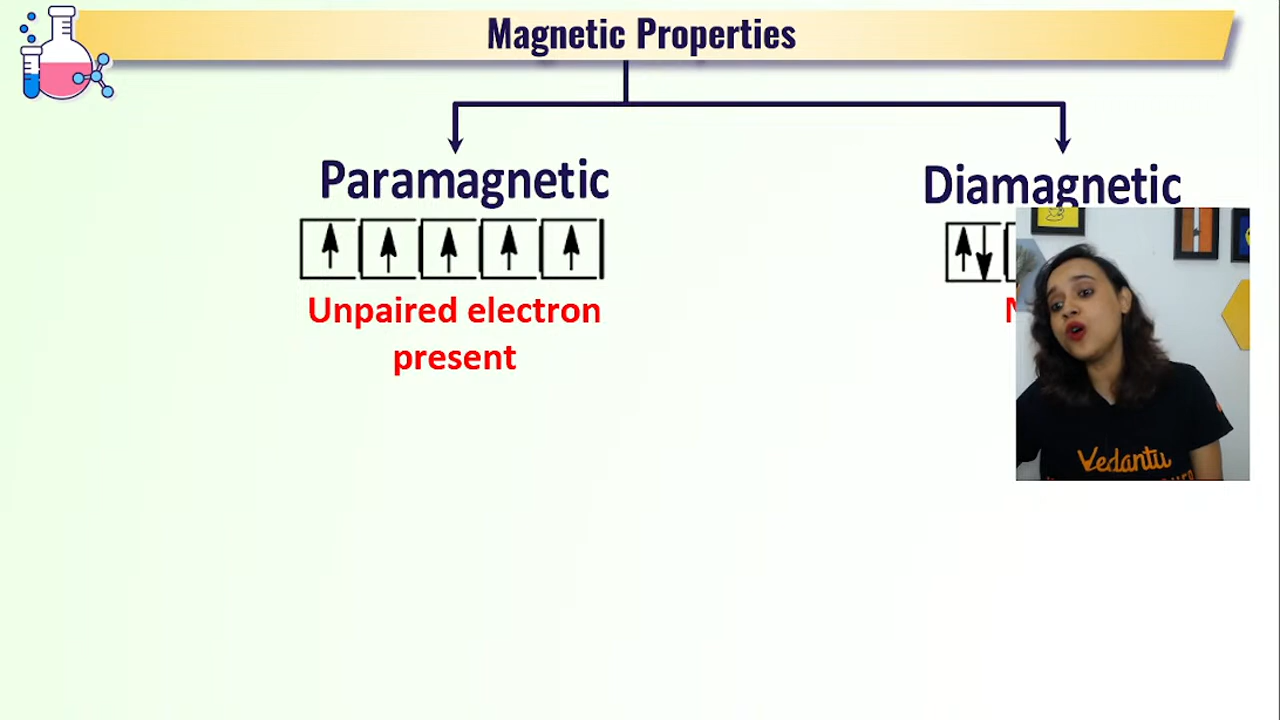 Magnetic Properties
Paramagnetic
Diamagnetic
Unpaired electron
present
Vedantu